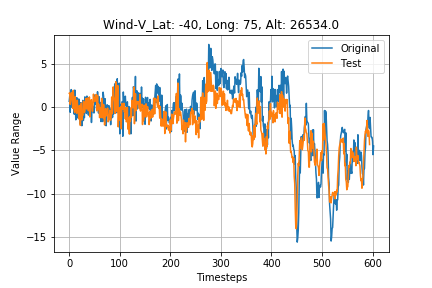 Wind-V_Lat: -40, Long: 75, Alt: 26534.0
Original
Test
5
0
−5
−10
−15
Value Range
0 100 200 300 400 500 600
Timesteps